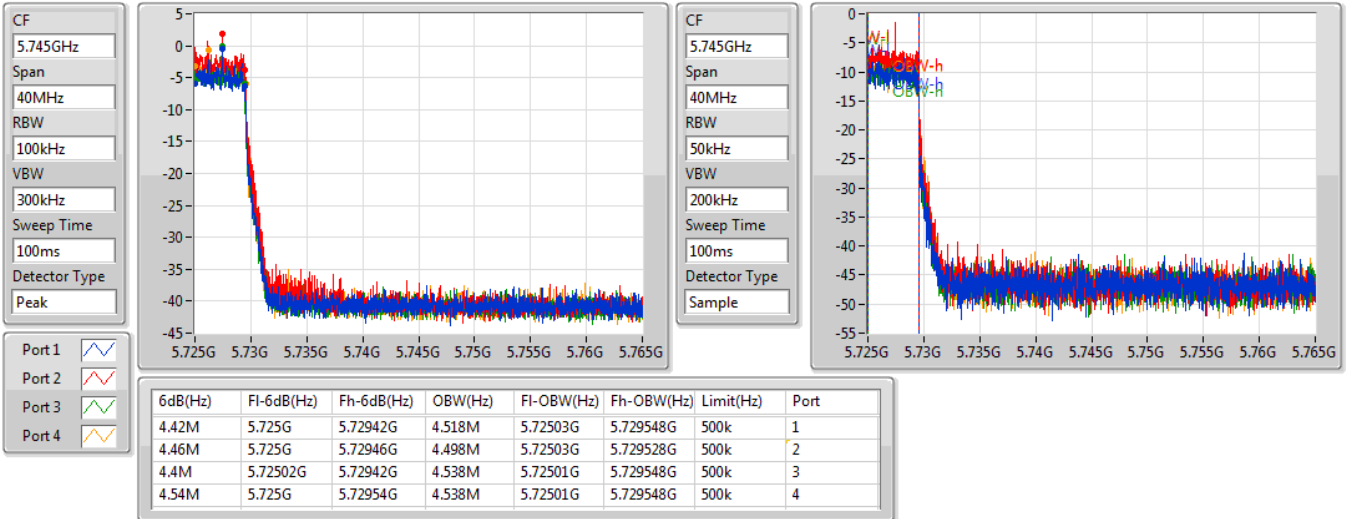 CF
5.745GHz
Span
40MHz
RBW
100kHz
VBW
300kHz
Sweep Time
100ms
Detector Type
Peak
5
0
-5
-10
-15
-20
-25
-30
-35
-40
-45
5.725G 5.73G 5.735G 5.74G 5.745G 5.75G 5.755G 5.76G 5.765G
CF
5.745GHz
Span
40MHz
RBW
50kHz
VBW
200kHz
Sweep Time
100ms
Detector Type
Sample
0
-5
-10
-15
-20
-25
-30
-35
-40
-45
-50
-55
OBW-h
OBW-h
OBW-h
5.725G 5.73G 5.735G 5.74G 5.745G 5.75G 5.755G 5.76G 5.765G
Port 1
Port 2
Port 3
Port 4
6dB(Hz) Fl-6dB(Hz) Fh-6dB(Hz) OBW(Hz) Fl-OBW(Hz) Fh-OBW(Hz) Limit(Hz) Port
4.42M 5.725G 5.72942G 4.518M 5.72503G 5.729548G 500k 1
4.46M 5.725G 5.72946G 4.498M 5.72503G 5.729528G 500k 2
4.4M 5.72502G 5.72942G 4.538M 5.72501G 5.729548G 500k 3
4.54M 5.725G 5.72954G 4.538M 5.72501G 5.729548G 500k 4